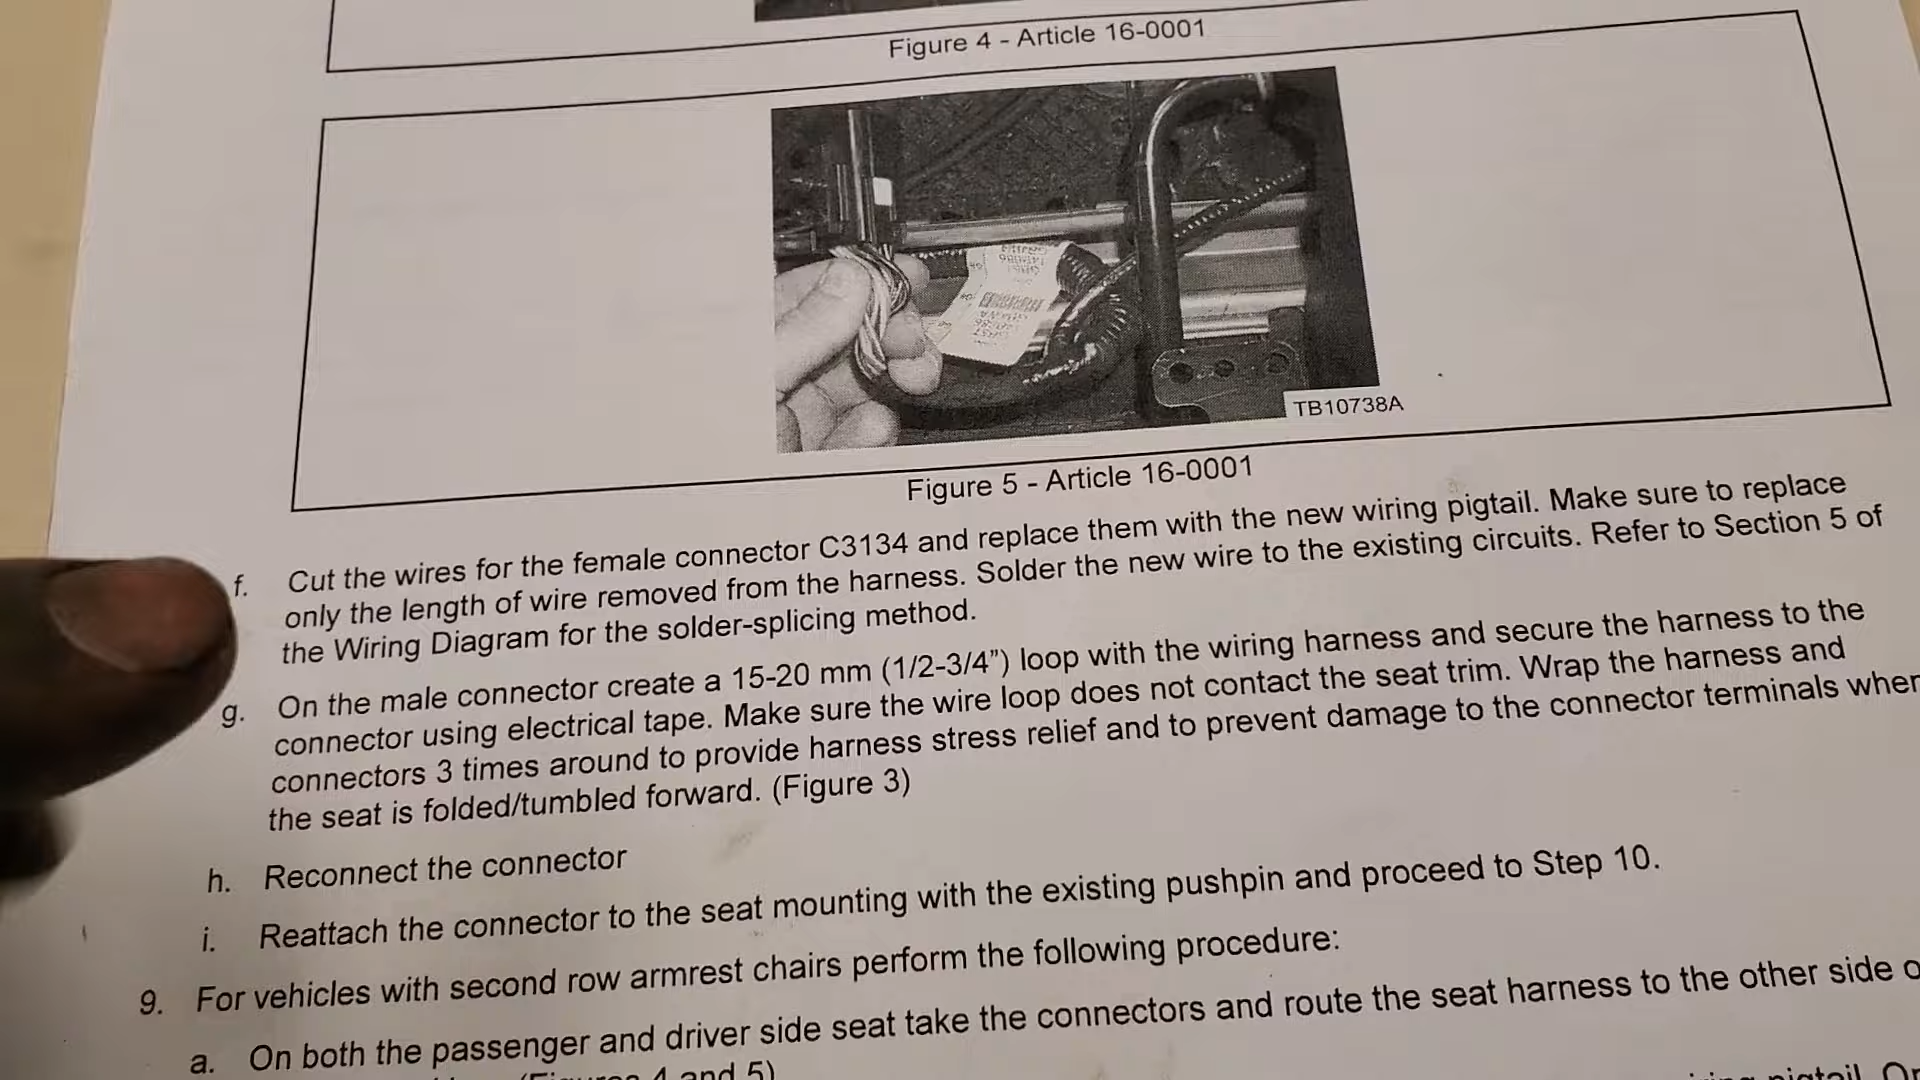 Figure 4 - Article 16-0001
TB10738A
Figure 5 - Article 16-0001
f. Cut the wires for the female connector C3134 and replace them with the new wiring pigtail. Make sure to replace
only the length of wire removed from the harness. Solder the new wire to the existing circuits. Refer to Section 5 of
the Wiring Diagram for the solder-splicing method.
g. On the male connector create a 15-20 mm (1/2-3/4”) loop with the wiring harness and secure the harness to the
connector using electrical tape. Make sure the wire loop does not contact the seat trim. Wrap the harness and
connectors 3 times around to provide harness stress relief and to prevent damage to the connector terminals when
the seat is folded/tumbled forward. (Figure 3)
h. Reconnect the connector
i. Reattach the connector to the seat mounting with the existing pushpin and proceed to Step 10.
9. For vehicles with second row armrest chairs perform the following procedure:
a. On both the passenger and driver side seat take the connectors and route the seat harness to the other side
4 and 5)
pigtail.